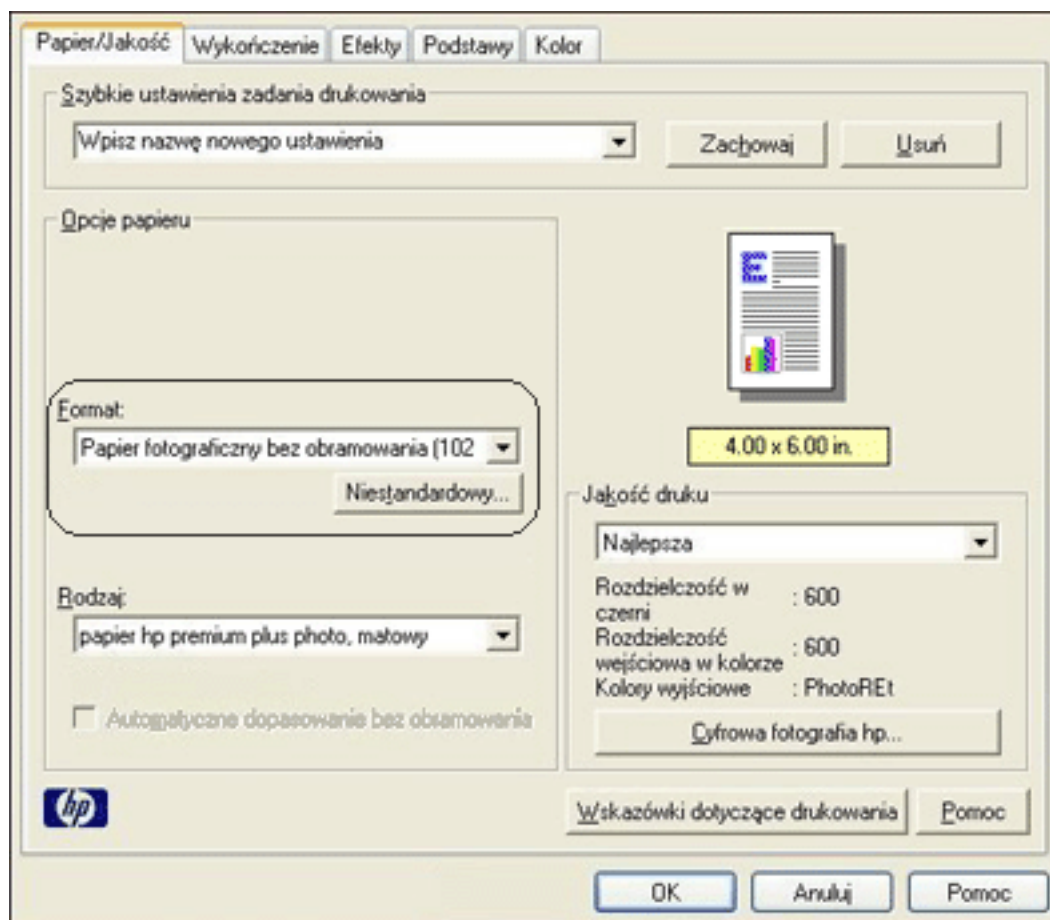 Papier/Jakość Wykończenie Efekty Podstawy Kolor
Szybkie ustawienia zadania drukowania
Wpisz nazwę nowego ustawienia Zachowaj Usuń
Opcje papieru
Format:
Papier fotograficzny bez obramowania (102
Niestandardowy...
Rodzaj:
papier hp premium plus photo, matowy
Automatyczne dopasowanie bez obramowania
4.00 x 6.00 in.
Jakość druku
Najlepsza
Rozdzielczość w
czerni : 600
Rozdzielczość
wejściowa w kolorze : 600
Kolory wyjściowe : PhotoREt
Cyfrowa fotografia hp...
hp
Wskazówki dotyczące drukowania Pomoc
OK Anuluj Pomoc